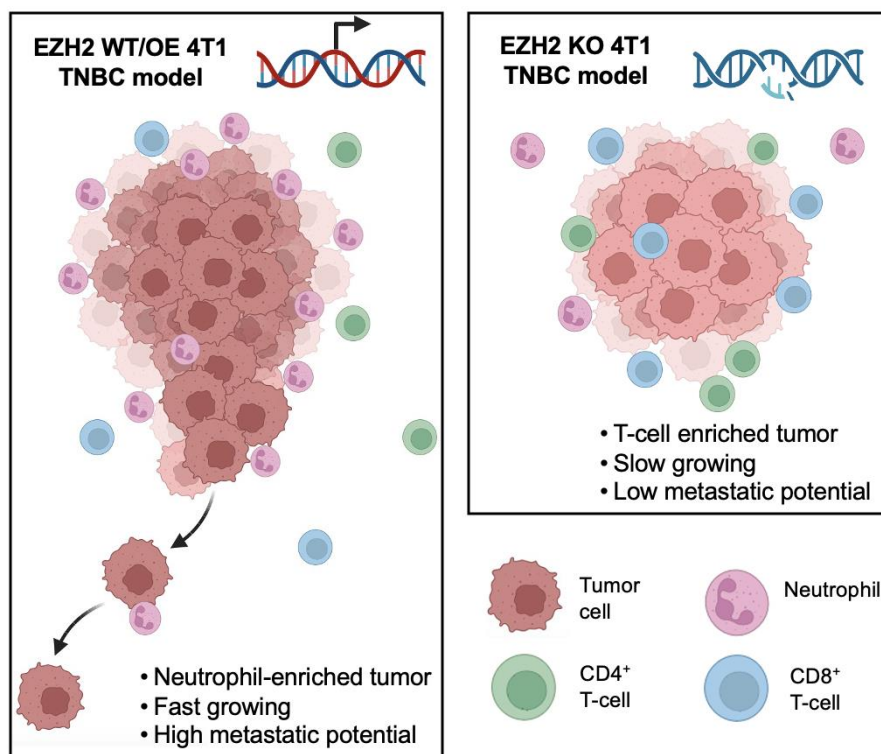 EZH2 WT/OE 4T1
TNBC model
• Neutrophil-enriched tumor
• Fast growing
• High metastatic potential
EZH2 KO 4T1
TNBC model
• T-cell enriched tumor
• Slow growing
• Low metastatic potential
Tumor
cell
Neutrophil
CD4⁺
T-cell
CD8⁺
T-cell